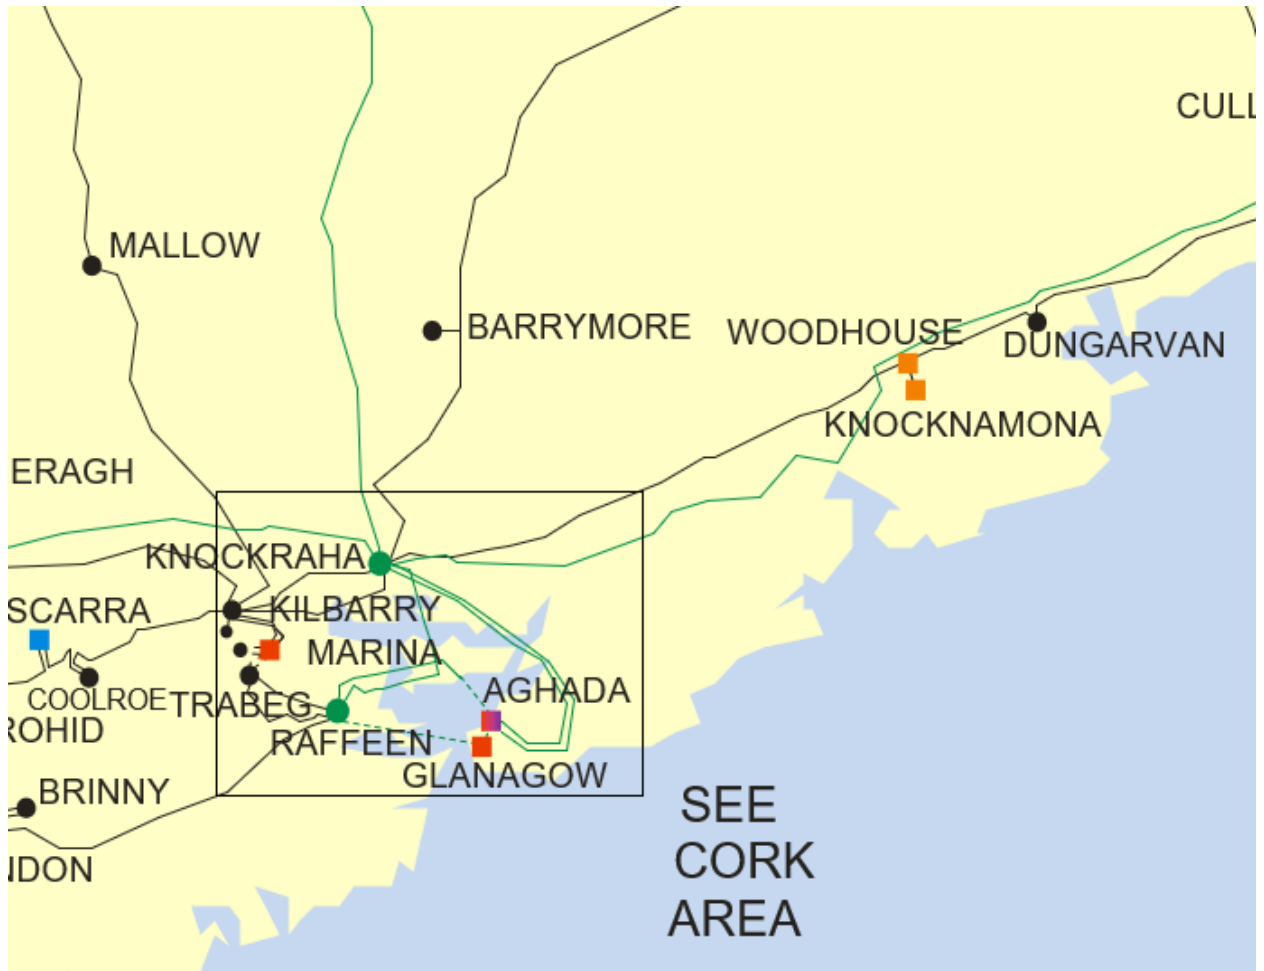 CULL
MALLOW
BARRYMORE
WOODHOUSE
DUNGARVAN
KNOCKNAMONA
ERAGH
KNOCKRAHA
SCARRA
KILBARRY
MARINA
COOLROE
TRABEG
AGHADA
ROHID
RAFFEEN
GLANAGOW
BRINNY
SEE
CORK
AREA
NDON